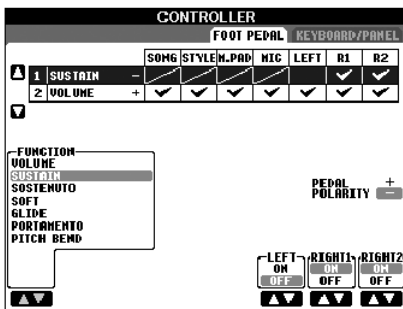 CONTROLLER
FOOT PEDAL KEYBOARD/PANEL
SONG STYLE M.PAD MIC LEFT R1 R2
1 SUSTAIN −
2 VOLUME +
FUNCTION
VOLUME
SUSTAIN
SOSTENUTO
SOFT
GLIDE
PORTAMENTO
PITCH BEND
PEDAL POLARITY + −
LEFT RIGHT1 RIGHT2
ON ON ON
OFF OFF OFF